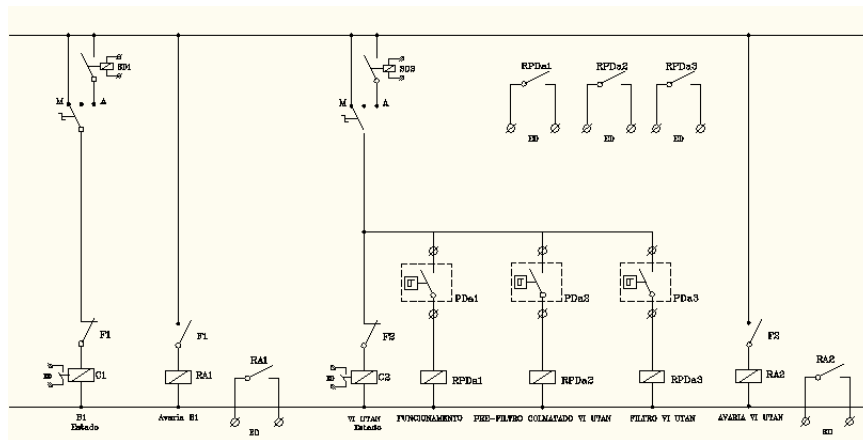 SD1
SD2
RPDa1
RPDa2
RPDa3
M
A
M
A
ED
ED
ED
PDa1
PDa2
PDa3
F1
F1
F2
F2
ED
C1
RA1
RA1
ED
C2
RPDa1
RPDa2
RPDa3
RA2
RA2
B1
Estado
Avaria B1
ED
VI UTAN
Estado
FUNCIONAMENTO
PRE-FILTRO COLMATADO VI UTAN
FILTRO VI UTAN
AVARIA VI UTAN
ED